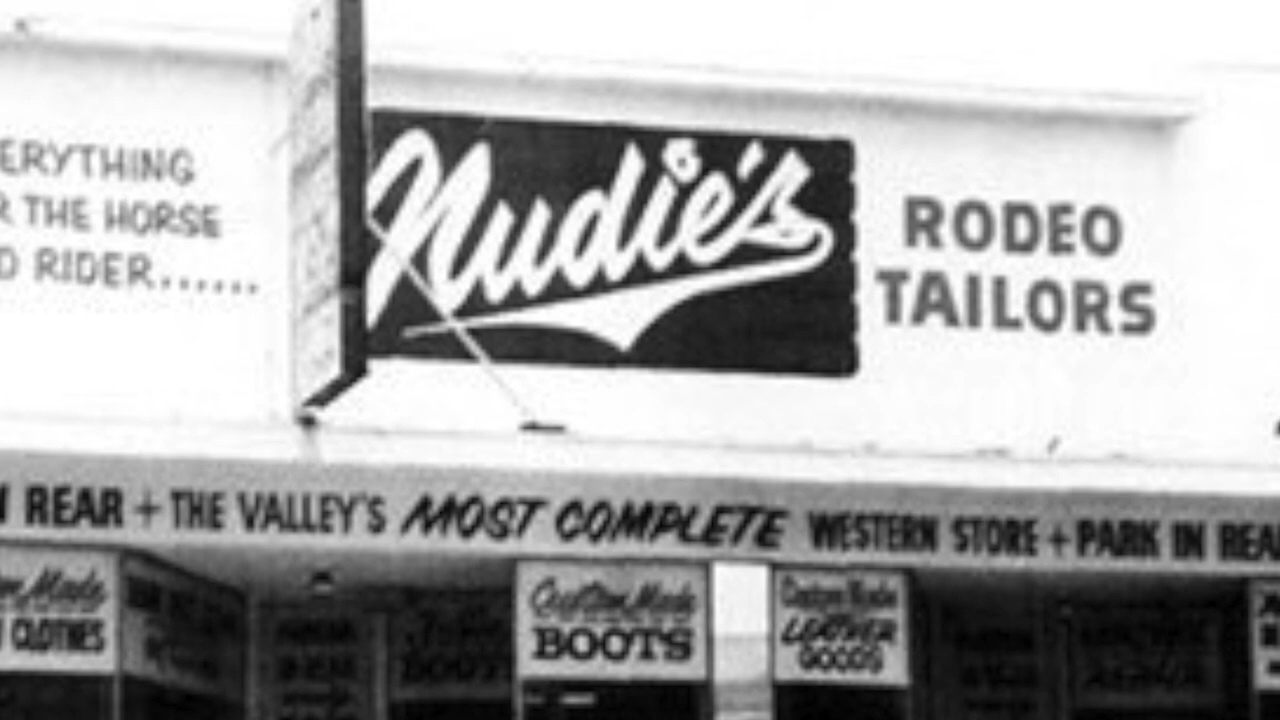 ERYTHING
R THE HORSE
D RIDER......
Nudie's
RODEO
TAILORS
N REAR + THE VALLEY'S MOST COMPLETE WESTERN STORE + PARK IN REA
Made
CLOTHES
Custom Made
BOOTS
Custom Made
LEATHER
GOODS